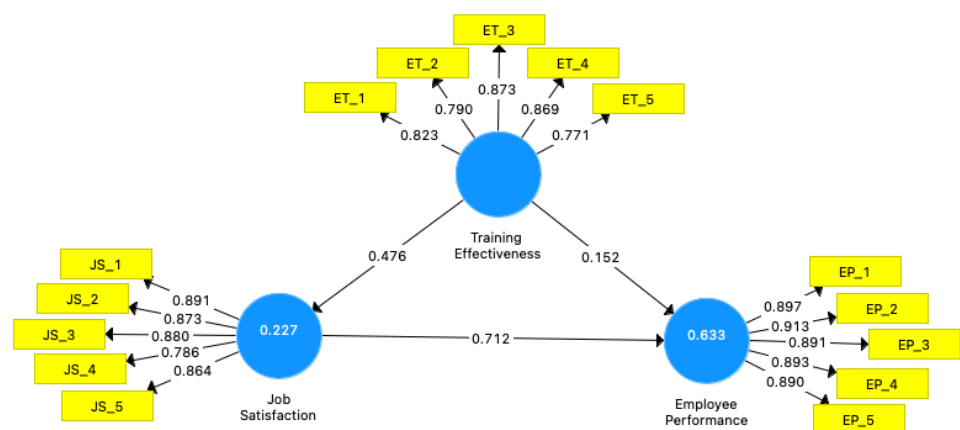 ET_3
ET_2
ET_4
ET_1
ET_5
0.873
0.790
0.869
0.823
0.771
Training
Effectiveness
0.476
0.152
JS_1
JS_2
JS_3
JS_4
JS_5
0.891
0.873
0.880
0.786
0.864
0.227
Job
Satisfaction
0.712
0.633
Employee
Performance
0.897
0.913
0.891
0.893
0.890
EP_1
EP_2
EP_3
EP_4
EP_5